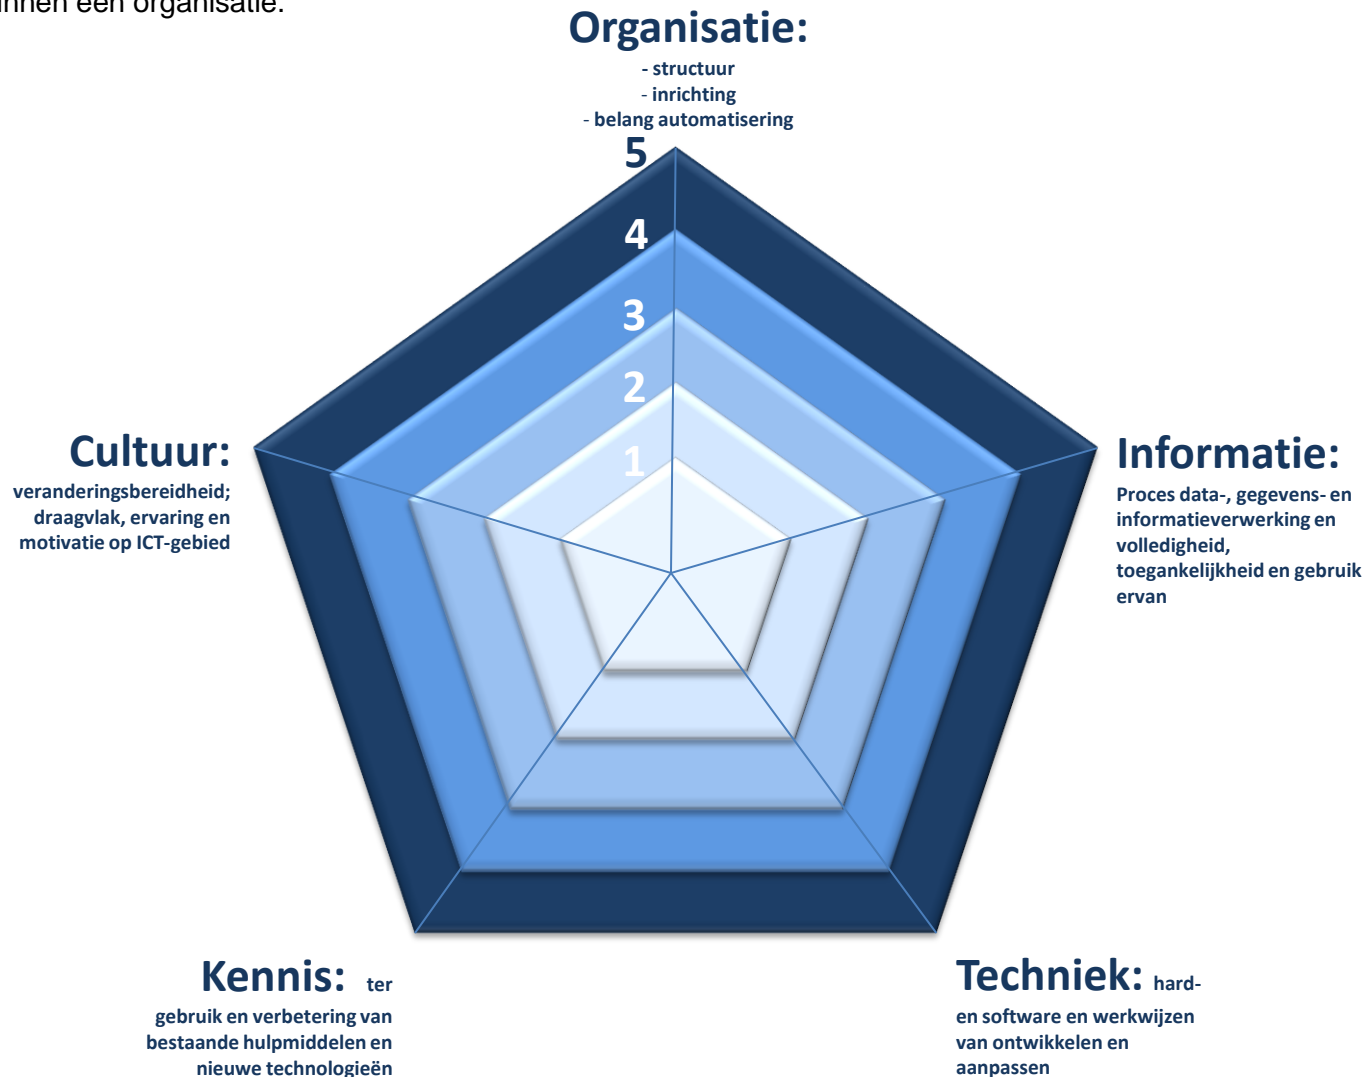 een organisatie.
Organisatie:
- structuur
- inrichting
- belang automatisering
5
4
3
2
1
Cultuur:
veranderingsbereidheid;
draagvlak, ervaring en
motivatie op ICT-gebied
Informatie:
Proces data-, gegevens- en
informatieverwerking en
volledigheid,
toegankelijkheid en gebruik
ervan
Kennis: ter
gebruik en verbetering van
bestaande hulpmiddelen en
nieuwe technologieën
Techniek: hard-
en software en werkwijzen
van ontwikkelen en
aanpassen